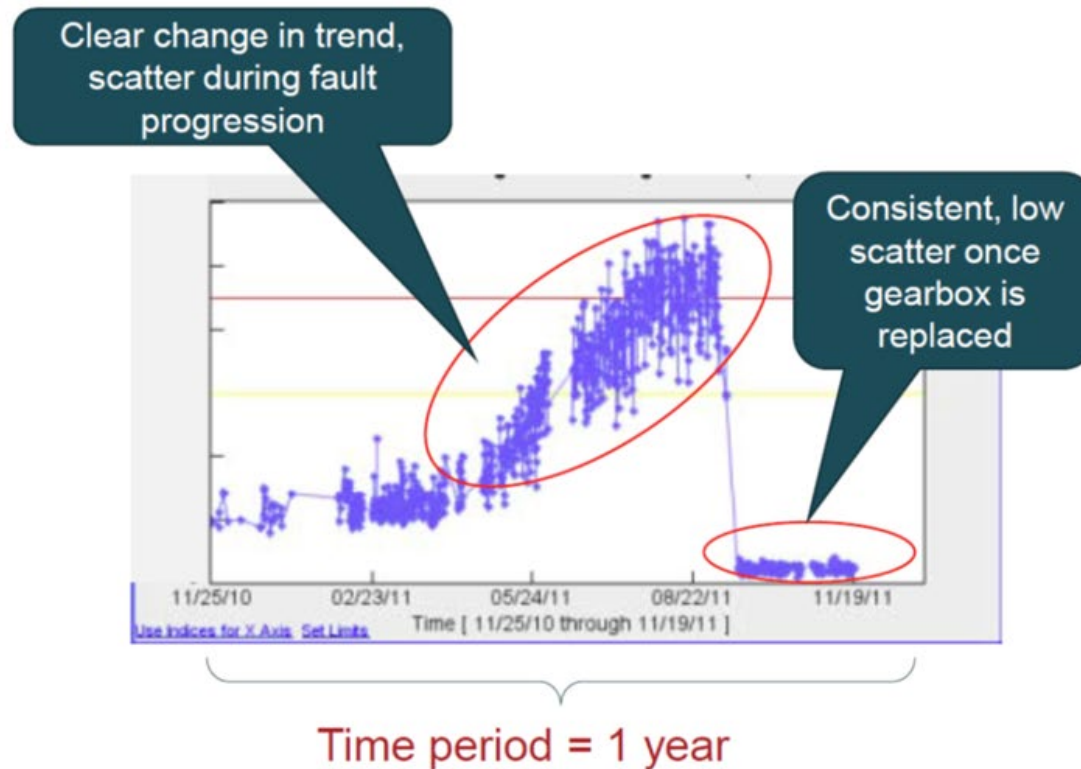 Clear change in trend,
scatter during fault
progression
Consistent, low
scatter once
gearbox is
replaced
11/25/10 02/23/11 05/24/11 08/22/11 11/19/11
Time [ 11/25/10 through 11/19/11 ]
Use Indices for X Axis Set Limits
Time period = 1 year